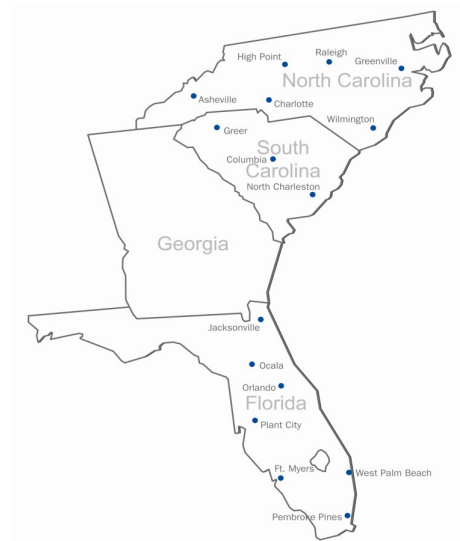 Raleigh
High Point
Greenville
North Carolina
Asheville
Charlotte
Wilmington
Greer
South
Carolina
Columbia
North Charleston
Georgia
Jacksonville
Ocala
Orlando
Florida
Plant City
Ft. Myers
West Palm Beach
Pembroke Pines